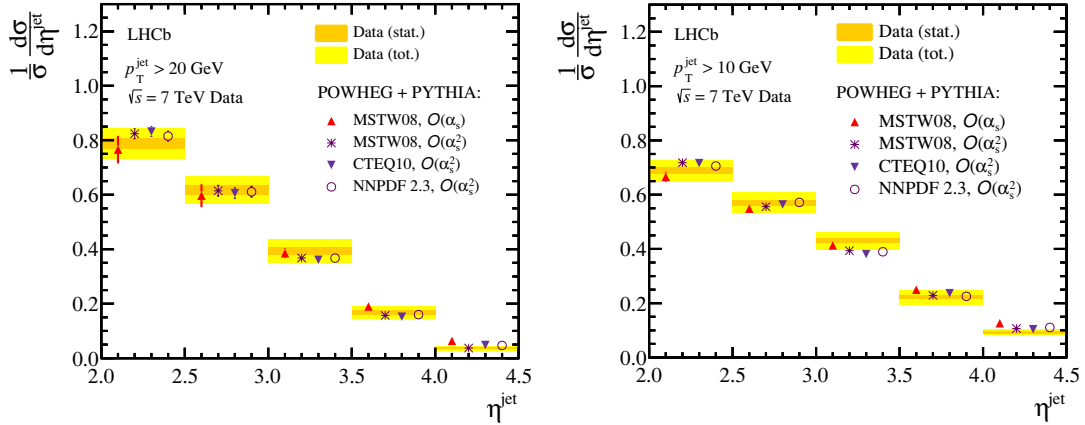 1/σ dσ/dη^jet
LHCb
p_T^jet > 20 GeV
√s = 7 TeV Data
Data (stat.)
Data (tot.)
POWHEG + PYTHIA:
MSTW08, O(α_s)
MSTW08, O(α_s^2)
CTEQ10, O(α_s^2)
NNPDF 2.3, O(α_s^2)
1.2
1.0
0.8
0.6
0.4
0.2
0.0
2.0 2.5 3.0 3.5 4.0 4.5
η^jet
1/σ dσ/dη^jet
LHCb
p_T^jet > 10 GeV
√s = 7 TeV Data
Data (stat.)
Data (tot.)
POWHEG + PYTHIA:
MSTW08, O(α_s)
MSTW08, O(α_s^2)
CTEQ10, O(α_s^2)
NNPDF 2.3, O(α_s^2)
1.2
1.0
0.8
0.6
0.4
0.2
0.0
2.0 2.5 3.0 3.5 4.0 4.5
η^jet